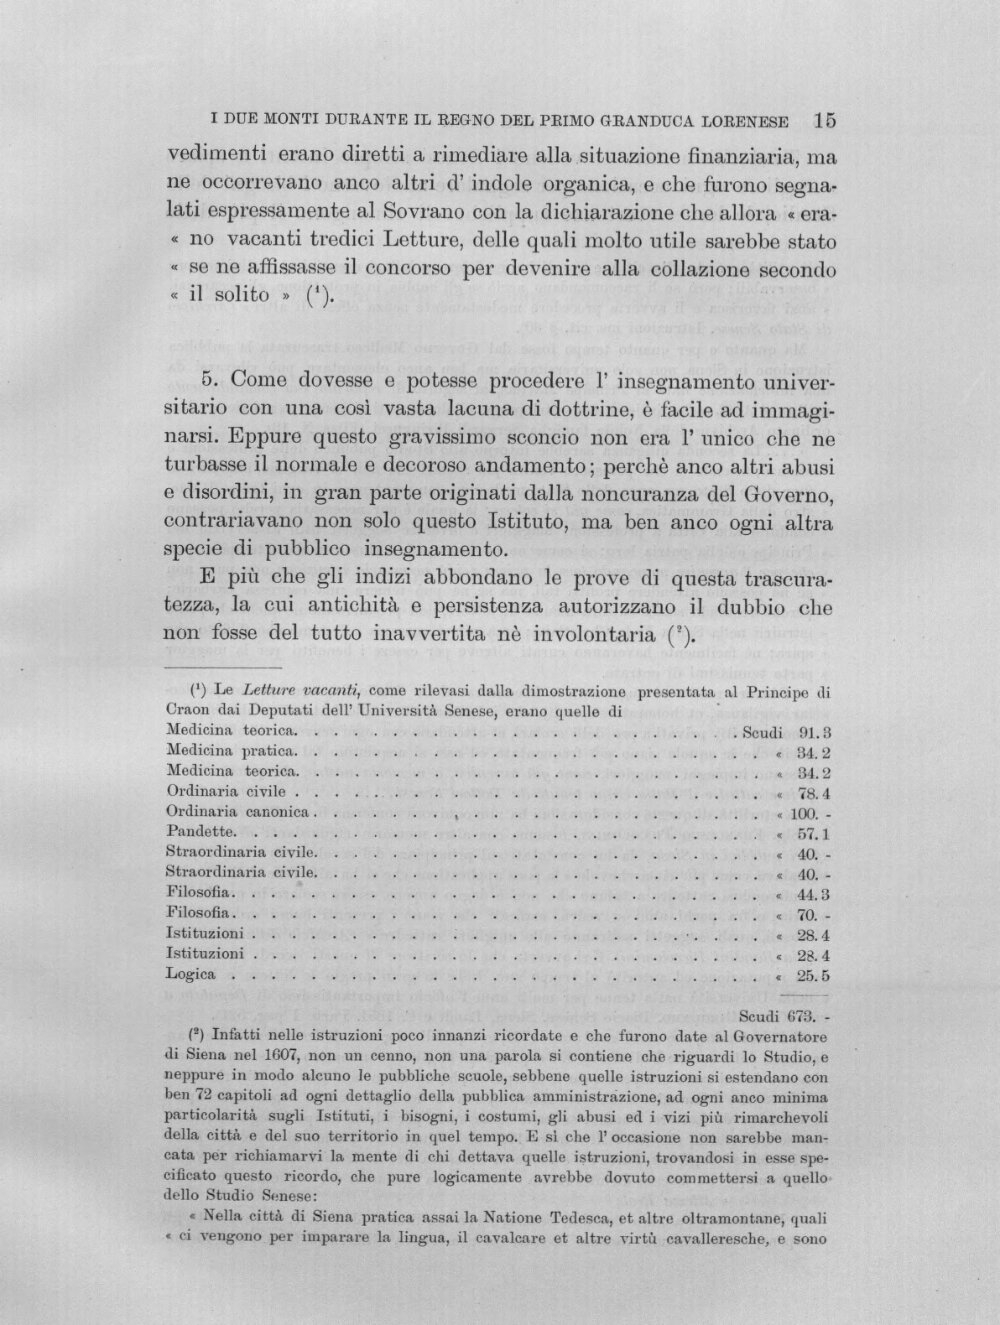 I DUE MONTI DURANTE IL REGNO DEL PRIMO GRANDUCA LORENESE 15
vedimenti erano diretti a rimediare alla situazione finanziaria, ma
ne occorrevano anco altri d' indole organica, e che furono segna-
lati espressamente al Sovrano con la dichiarazione che allora « era-
« no vacanti tredici Letture, delle quali molto utile sarebbe stato
« se ne affissasse il concorso per devenire alla collazione secondo
« il solito » (¹).
5. Come dovesse e potesse procedere l' insegnamento univer-
sitario con una così vasta lacuna di dottrine, è facile ad immagi-
narsi. Eppure questo gravissimo sconcio non era l' unico che ne
turbasse il normale e decoroso andamento; perchè anco altri abusi
e disordini, in gran parte originati dalla noncuranza del Governo,
contrariavano non solo questo Istituto, ma ben anco ogni altra
specie di pubblico insegnamento.
E più che gli indizi abbondano le prove di questa trascura-
tezza, la cui antichità e persistenza autorizzano il dubbio che
non fosse del tutto inavvertita nè involontaria (²).
(¹) Le Letture vacanti, come rilevasi dalla dimostrazione presentata al Principe di
Craon dai Deputati dell' Università Senese, erano quelle di
Medicina teorica. . . . . . . . . . . . . . . . . . . . . . . Scudi 91.3
Medicina pratica. . . . . . . . . . . . . . . . . . . . . . . . « 34.2
Medicina teorica. . . . . . . . . . . . . . . . . . . . . . . . « 34.2
Ordinaria civile . . . . . . . . . . . . . . . . . . . . . . . . « 78.4
Ordinaria canonica . . . . . . . . . . . . . . . . . . . . . . . « 100. -
Pandette. . . . . . . . . . . . . . . . . . . . . . . . . . . « 57.1
Straordinaria civile. . . . . . . . . . . . . . . . . . . . . . . « 40. -
Straordinaria civile. . . . . . . . . . . . . . . . . . . . . . . « 40. -
Filosofia. . . . . . . . . . . . . . . . . . . . . . . . . . . « 44.3
Filosofia. . . . . . . . . . . . . . . . . . . . . . . . . . . « 70. -
Istituzioni . . . . . . . . . . . . . . . . . . . . . . . . . . « 28.4
Istituzioni . . . . . . . . . . . . . . . . . . . . . . . . . . « 28.4
Logica . . . . . . . . . . . . . . . . . . . . . . . . . . . « 25.5
Scudi 673. -
(²) Infatti nelle istruzioni poco innanzi ricordate e che furono date al Governatore
di Siena nel 1607, non un cenno, non una parola si contiene che riguardi lo Studio, e
neppure in modo alcuno le pubbliche scuole, sebbene quelle istruzioni si estendano con
ben 72 capitoli ad ogni dettaglio della pubblica amministrazione, ad ogni anco minima
particolarità sugli Istituti, i bisogni, i costumi, gli abusi ed i vizi più rimarchevoli
della città e del suo territorio in quel tempo. E sì che l' occasione non sarebbe man-
cata per richiamarvi la mente di chi dettava quelle istruzioni, trovandosi in esse spe-
cificato questo ricordo, che pure logicamente avrebbe dovuto commettersi a quello
dello Studio Senese:
« Nella città di Siena pratica assai la Natione Tedesca, et altre oltramontane, quali
« ci vengono per imparare la lingua, il cavalcare et altre virtù cavalleresche, e sono